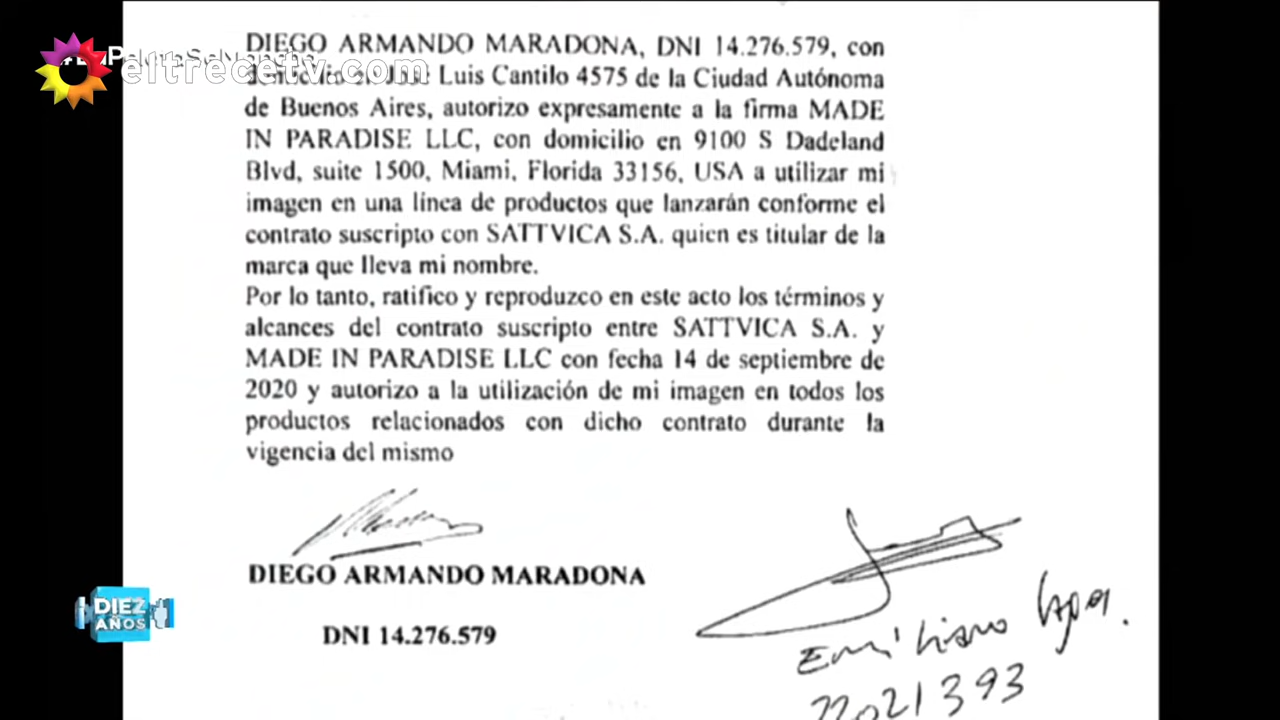 DIEGO ARMANDO MARADONA, DNI 14.276.579, con
eltrecetv.com
Luis Cantilo 4575 de la Ciudad Autónoma
de Buenos Aires, autorizo expresamente a la firma MADE
IN PARADISE LLC, con domicilio en 9100 S Dadeland
Blvd, suite 1500, Miami, Florida 33156, USA a utilizar mi
imagen en una línea de productos que lanzarán conforme el
contrato suscripto con SATTVICA S.A. quien es titular de la
marca que lleva mi nombre.
Por lo tanto, ratifico y reproduzco en este acto los términos y
alcances del contrato suscripto entre SATTVICA S.A. y
MADE IN PARADISE LLC con fecha 14 de septiembre de
2020 y autorizo a la utilización de mi imagen en todos los
productos relacionados con dicho contrato durante la
vigencia del mismo
DIEGO ARMANDO MARADONA
DNI 14.276.579
DIEZ
AÑOS
Emiliano
22021393